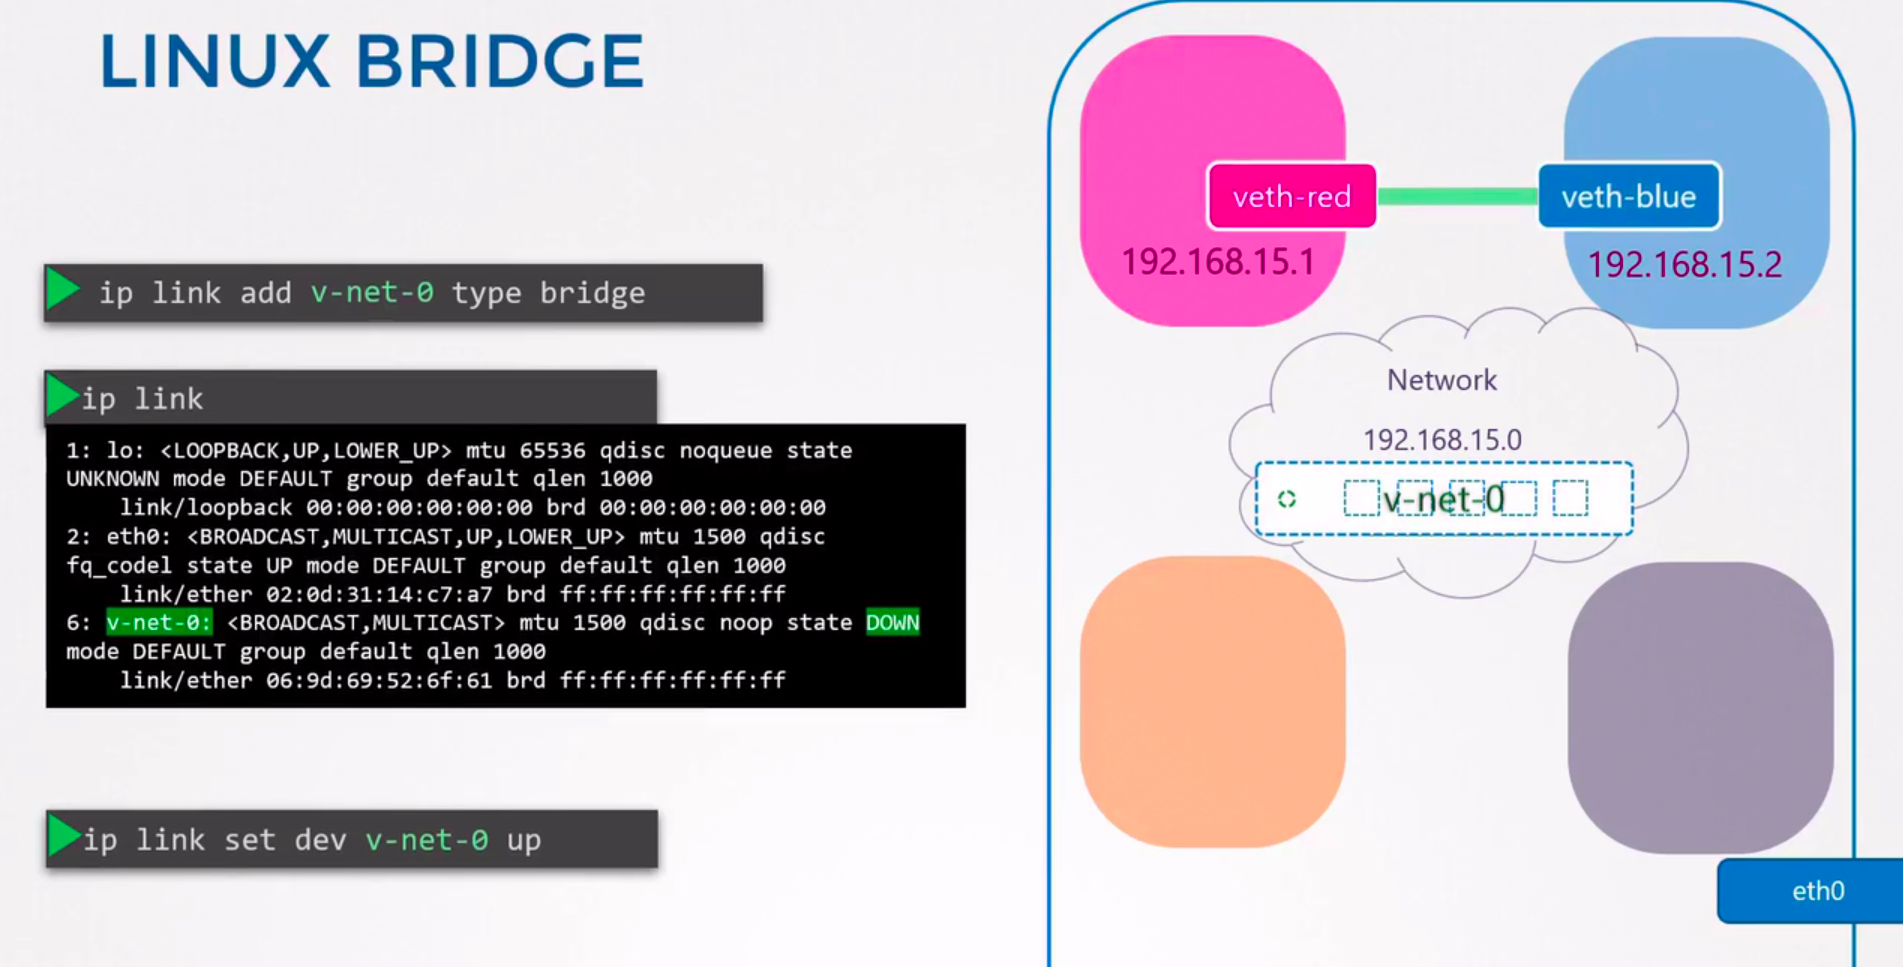 LINUX BRIDGE
ip link add v-net-0 type bridge
ip link
1: lo: <LOOPBACK,UP,LOWER_UP> mtu 65536 qdisc noqueue state
UNKNOWN mode DEFAULT group default qlen 1000
link/loopback 00:00:00:00:00:00 brd 00:00:00:00:00:00
2: eth0: <BROADCAST,MULTICAST,UP,LOWER_UP> mtu 1500 qdisc
fq_codel state UP mode DEFAULT group default qlen 1000
link/ether 02:0d:31:14:c7:a7 brd ff:ff:ff:ff:ff:ff
6: v-net-0: <BROADCAST,MULTICAST> mtu 1500 qdisc noop state DOWN
mode DEFAULT group default qlen 1000
link/ether 06:9d:69:52:6f:61 brd ff:ff:ff:ff:ff:ff
ip link set dev v-net-0 up
veth-red
veth-blue
192.168.15.1
192.168.15.2
Network
192.168.15.0
v-net-0
eth0